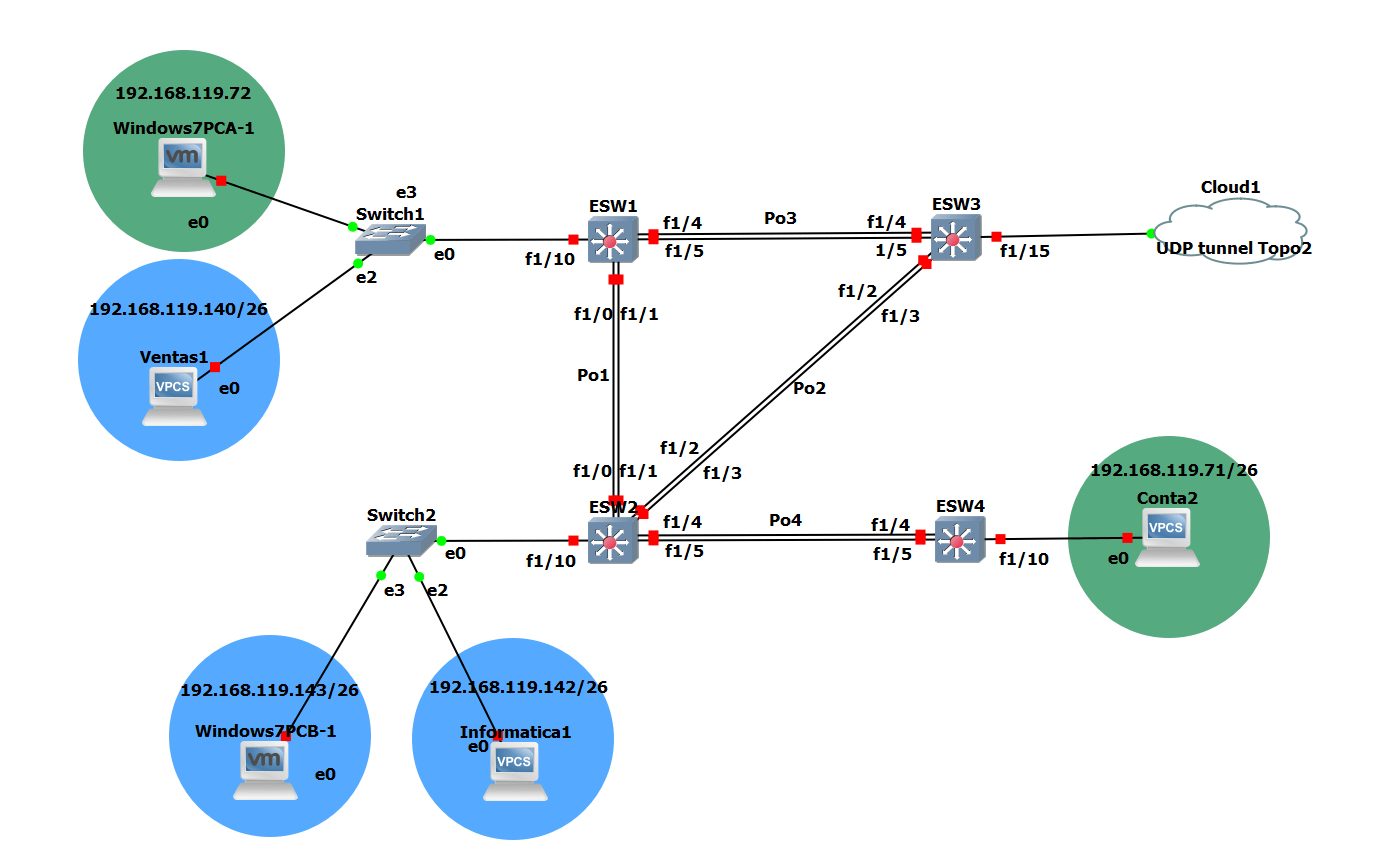 192.168.119.72
Windows7PCA-1
vm
e0
e3
Switch1
e0
e2
192.168.119.140/26
Ventas1
VPCS
e0
ESW1
f1/10
f1/4
f1/5
Po3
f1/4
1/5
ESW3
f1/15
Cloud1
UDP tunnel Topo2
f1/0
f1/1
Po1
f1/2
f1/3
Po2
f1/2
f1/3
f1/0
f1/1
ESW2
Switch2
e0
f1/10
e3
e2
f1/4
f1/5
Po4
f1/4
f1/5
ESW4
f1/10
192.168.119.71/26
Conta2
VPCS
e0
192.168.119.143/26
Windows7PCB-1
vm
e0
192.168.119.142/26
Informatica1
e0
VPCS